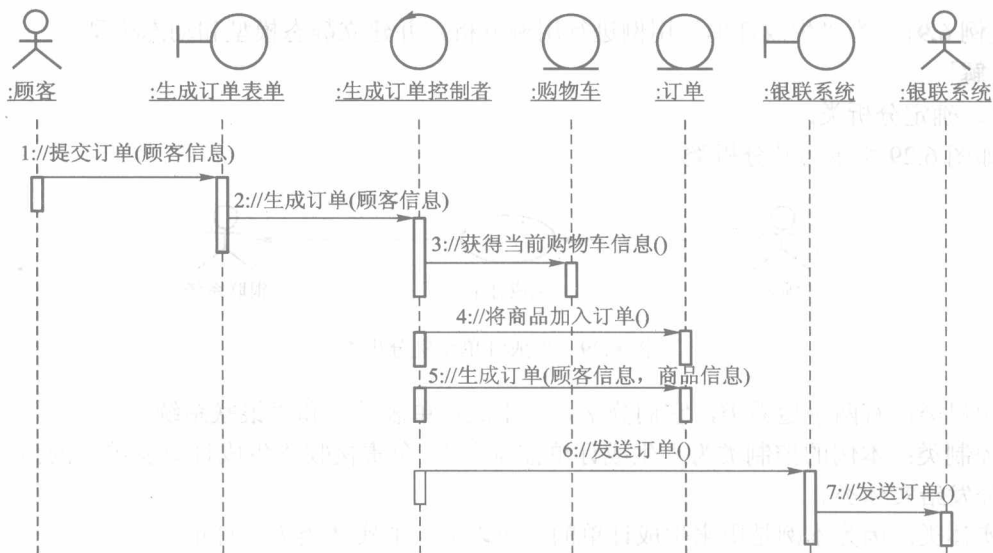 :顾客
:生成订单表单
:生成订单控制者
:购物车
:订单
:银联系统
:银联系统
1://提交订单(顾客信息)
2://生成订单(顾客信息)
3://获得当前购物车信息()
4://将商品加入订单()
5://生成订单(顾客信息，商品信息)
6://发送订单()
7://发送订单()